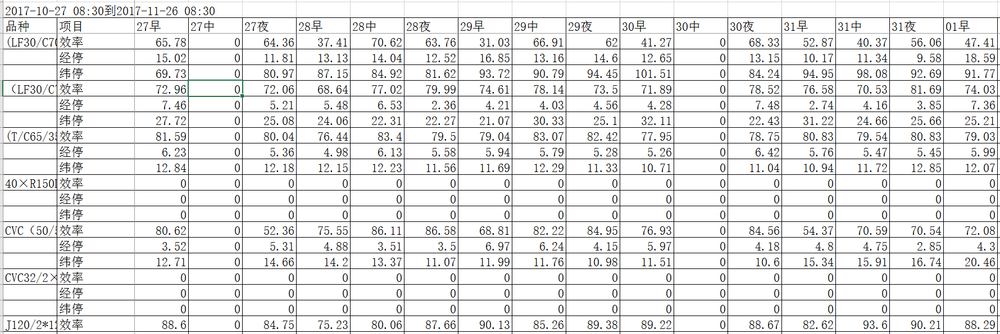 2017-10-27 08:30到2017-11-26 08:30
品种 项目 27早 27中 27夜 28早 28中 28夜 29早 29中 29夜 30早 30中 30夜 31早 31中 31夜 01早
(LF30/C70 效率 65.78 0 64.36 37.41 70.62 63.76 31.03 66.91 62 41.27 0 68.33 52.87 40.37 56.06 47.41
经停 15.02 0 11.81 13.13 14.04 12.52 16.85 13.16 14.6 12.65 0 13.15 10.17 11.34 9.58 18.59
纬停 69.73 0 80.97 87.15 84.92 81.62 93.72 90.79 94.45 101.51 0 84.24 94.95 98.08 92.69 91.77
（LF30/C7 效率 72.96 0 72.06 68.64 77.02 79.99 74.61 78.14 73.5 71.89 0 78.52 76.58 70.53 81.69 74.03
经停 7.46 0 5.21 5.48 6.53 2.36 4.21 4.03 4.56 4.28 0 7.48 2.74 4.16 3.85 7.36
纬停 27.72 0 25.08 24.06 22.31 22.27 21.07 30.33 25.1 32.11 0 22.43 31.22 24.66 25.66 25.21
(T/C65/35 效率 81.59 0 80.04 76.44 83.4 79.5 79.04 83.07 82.42 77.95 0 78.75 80.83 79.54 80.83 79.03
经停 6.23 0 5.36 4.98 6.13 5.58 5.94 5.79 5.28 5.26 0 6.42 5.76 5.47 5.45 5.99
纬停 12.84 0 12.18 12.15 12.23 11.56 11.69 12.29 11.33 10.71 0 11.04 10.94 11.72 12.85 12.07
40×R150D 效率 0 0 0 0 0 0 0 0 0 0 0 0 0 0 0 0
经停 0 0 0 0 0 0 0 0 0 0 0 0 0 0 0 0
纬停 0 0 0 0 0 0 0 0 0 0 0 0 0 0 0 0
CVC（50/5 效率 80.62 0 52.36 75.55 86.11 86.58 68.81 82.22 84.95 76.93 0 84.56 54.37 70.59 70.54 72.08
经停 3.52 0 5.31 4.88 3.51 3.5 6.97 6.24 4.15 5.97 0 4.18 4.8 4.75 2.85 4.3
纬停 12.71 0 14.66 14.2 13.37 11.07 11.99 11.76 10.98 11.51 0 10.6 15.34 15.91 16.74 20.46
CVC32/2× 效率 0 0 0 0 0 0 0 0 0 0 0 0 0 0 0 0
经停 0 0 0 0 0 0 0 0 0 0 0 0 0 0 0 0
纬停 0 0 0 0 0 0 0 0 0 0 0 0 0 0 0 0
J120/2*12 效率 88.6 0 84.75 75.23 80.06 87.66 90.13 85.26 89.38 89.22 0 88.67 82.62 93.6 90.21 88.29